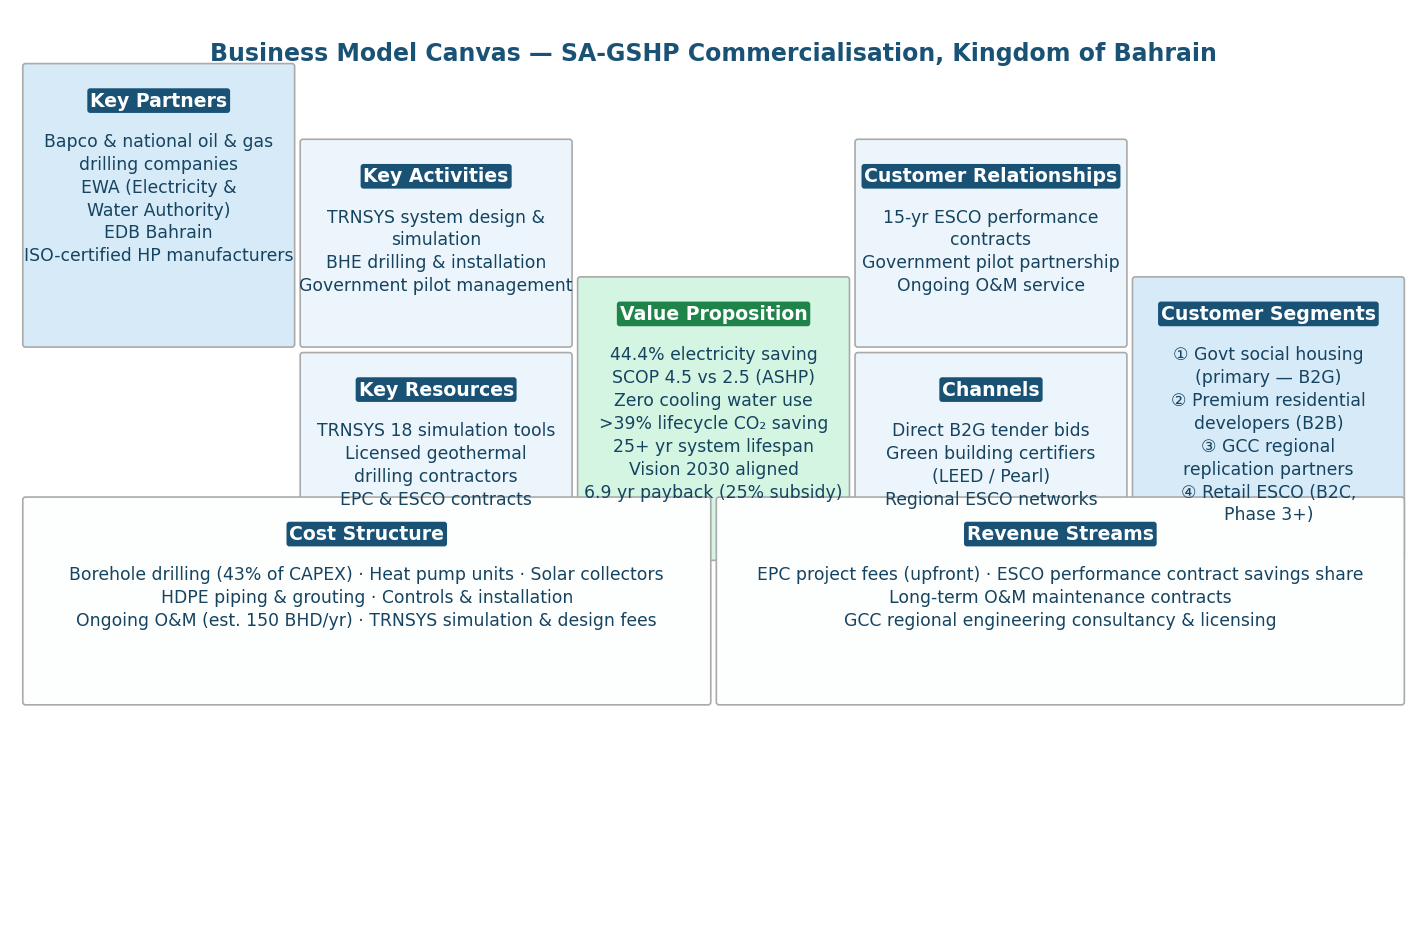 Business Model Canvas — SA-GSHP Commercialisation, Kingdom of Bahrain
Key Partners
Bapco & national oil & gas
drilling companies
EWA (Electricity &
Water Authority)
EDB Bahrain
ISO-certified HP manufacturers
Key Activities
TRNSYS system design &
simulation
BHE drilling & installation
Government pilot management
Key Resources
TRNSYS 18 simulation tools
Licensed geothermal
drilling contractors
EPC & ESCO contracts
Value Proposition
44.4% electricity saving
SCOP 4.5 vs 2.5 (ASHP)
Zero cooling water use
>39% lifecycle CO₂ saving
25+ yr system lifespan
Vision 2030 aligned
6.9 yr payback (25% subsidy)
Customer Relationships
15-yr ESCO performance
contracts
Government pilot partnership
Ongoing O&M service
Channels
Direct B2G tender bids
Green building certifiers
(LEED / Pearl)
Regional ESCO networks
Customer Segments
① Govt social housing
(primary — B2G)
② Premium residential
developers (B2B)
③ GCC regional
replication partners
④ Retail ESCO (B2C,
Phase 3+)
Cost Structure
Borehole drilling (43% of CAPEX) · Heat pump units · Solar collectors
HDPE piping & grouting · Controls & installation
Ongoing O&M (est. 150 BHD/yr) · TRNSYS simulation & design fees
Revenue Streams
EPC project fees (upfront) · ESCO performance contract savings share
Long-term O&M maintenance contracts
GCC regional engineering consultancy & licensing